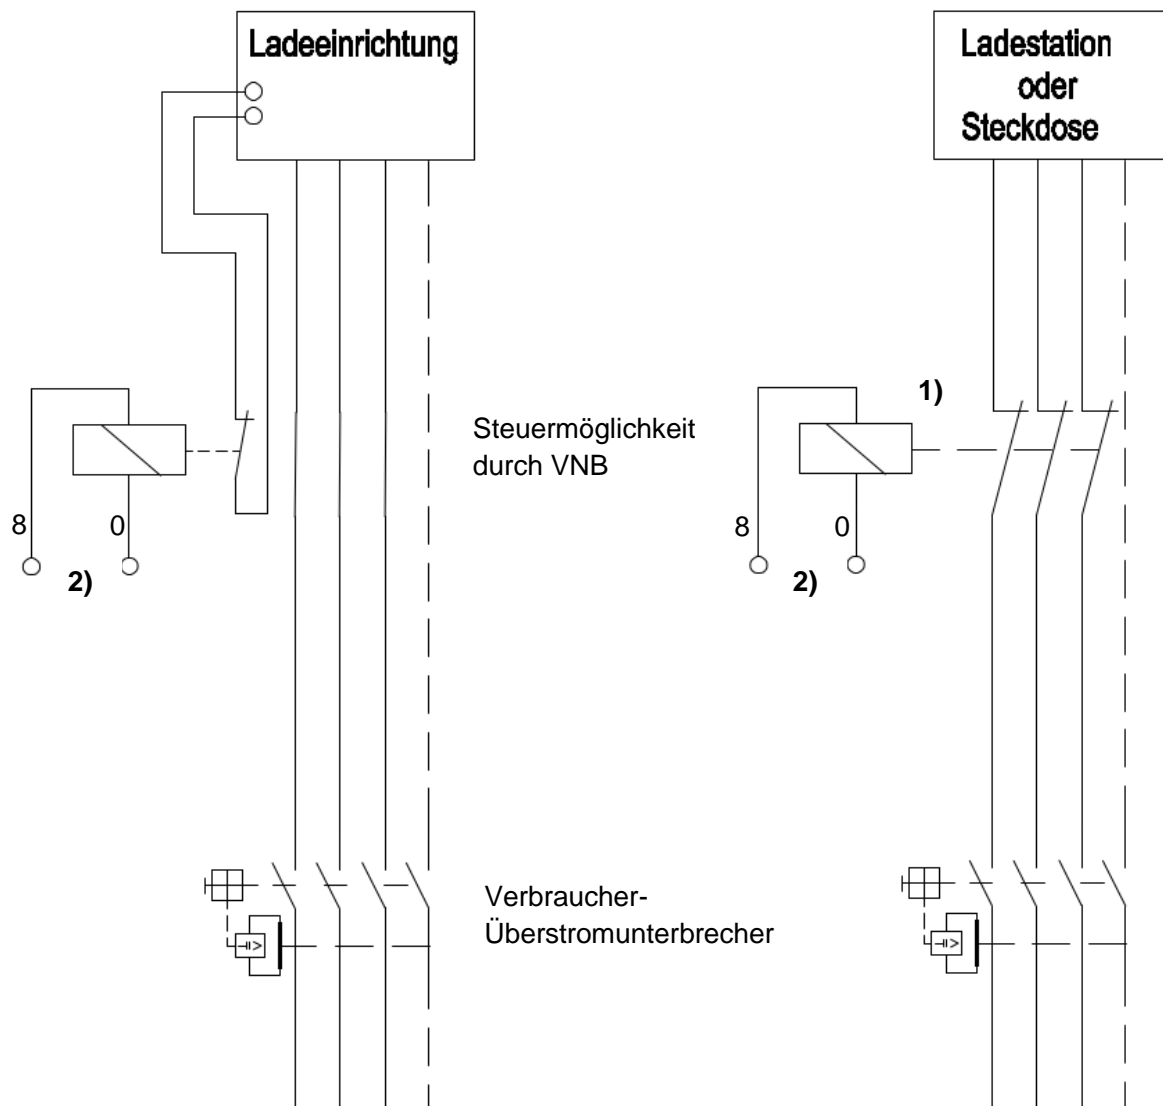 Ladeeinrichtung
Ladestation
oder
Steckdose
1)
Steuermöglichkeit
durch VNB
8
0
2)
8
0
2)
Verbraucher-
Überstromunterbrecher